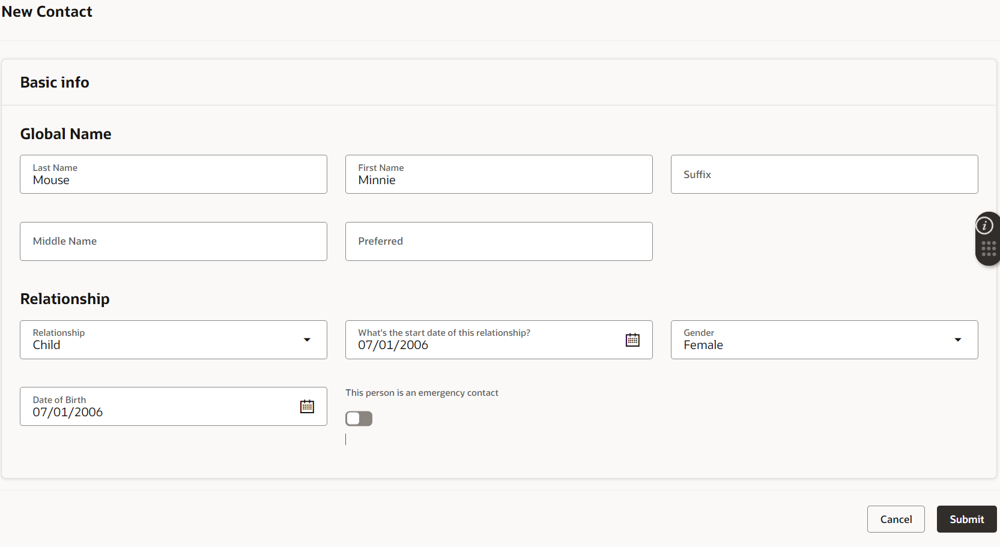 New Contact
Basic info
Global Name
Last Name
Mouse
First Name
Minnie
Suffix
Middle Name
Preferred
Relationship
Relationship
Child
What's the start date of this relationship?
07/01/2006
Gender
Female
Date of Birth
07/01/2006
This person is an emergency contact
Cancel
Submit